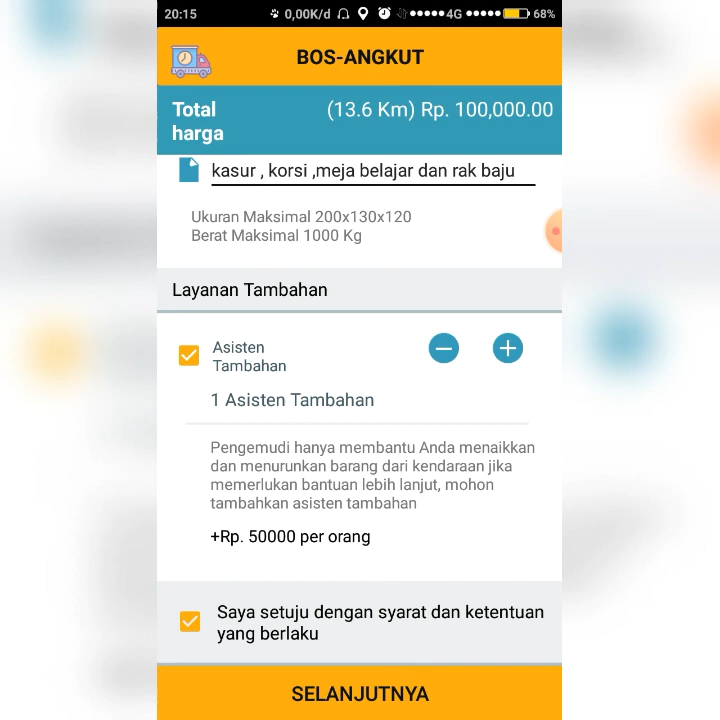 20:15 0,00K/d 4G 68%
BOS-ANGKUT
Total harga (13.6 Km) Rp. 100,000.00
kasur , korsi ,meja belajar dan rak baju
Ukuran Maksimal 200x130x120
Berat Maksimal 1000 Kg
Layanan Tambahan
Asisten
Tambahan
1 Asisten Tambahan
Pengemudi hanya membantu Anda menaikkan
dan menurunkan barang dari kendaraan jika
memerlukan bantuan lebih lanjut, mohon
tambahkan asisten tambahan
+Rp. 50000 per orang
Saya setuju dengan syarat dan ketentuan
yang berlaku
SELANJUTNYA